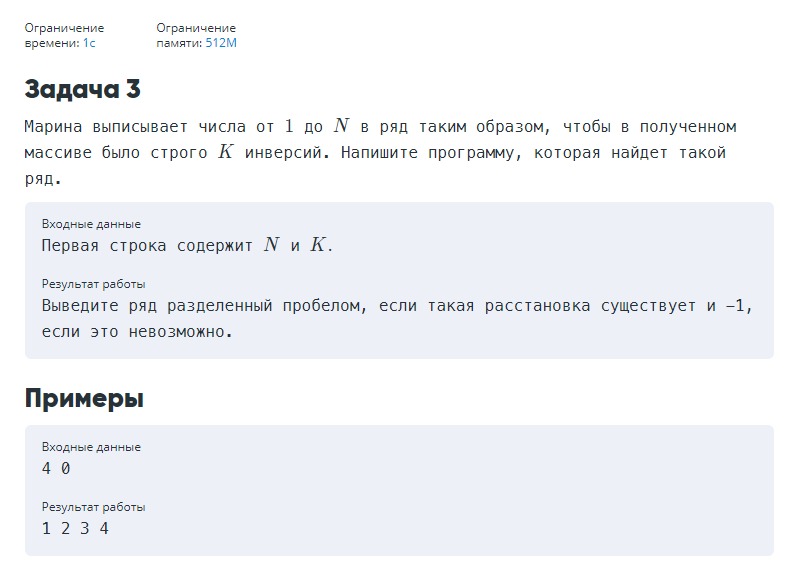 Ограничение
времени: 1с
Ограничение
памяти: 512M
Задача 3
Марина выписывает числа от 1 до N в ряд таким образом, чтобы в полученном
массиве было строго K инверсий. Напишите программу, которая найдет такой
ряд.
Входные данные
Первая строка содержит N и K.
Результат работы
Выведите ряд разделенный пробелом, если такая расстановка существует и −1,
если это невозможно.
Примеры
Входные данные
4 0
Результат работы
1 2 3 4